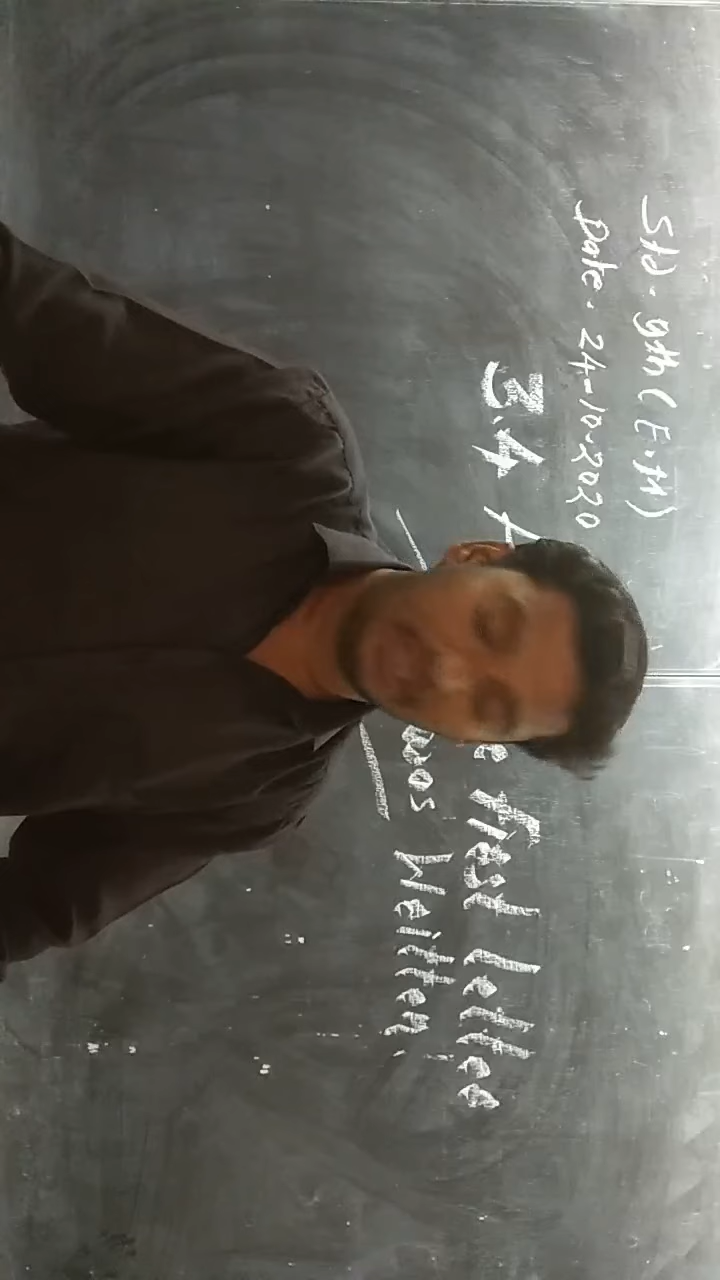 Std - 9th (E.M)
Date - 24-10-2020
3.4 first letter
was Written.